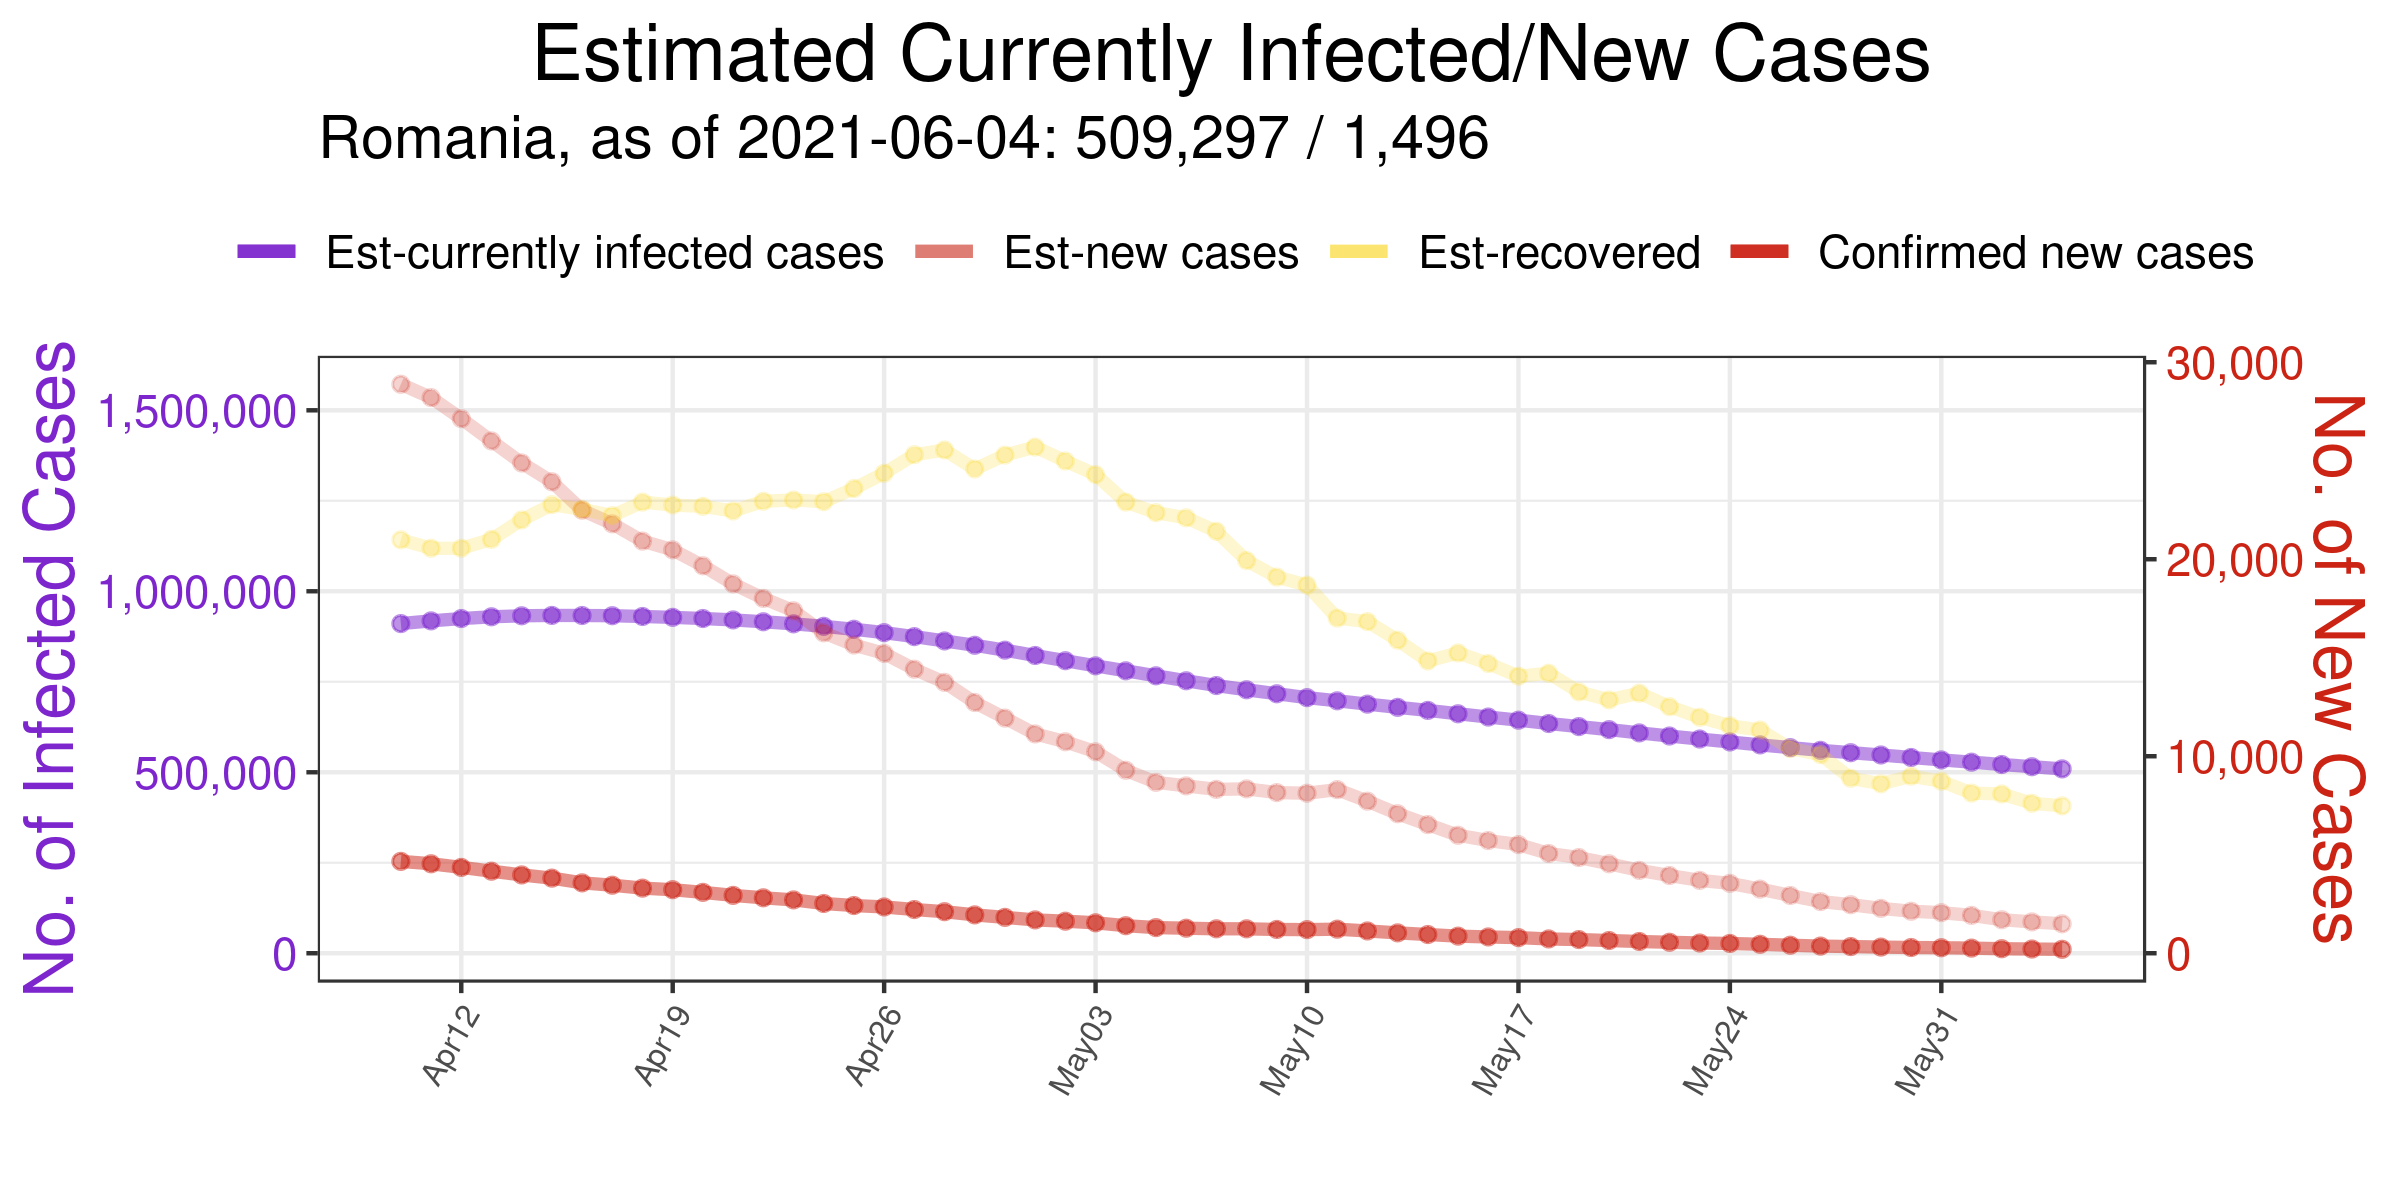 Estimated Currently Infected/New Cases
Romania, as of 2021-06-04: 509,297 / 1,496
Est-currently infected cases Est-new cases Est-recovered Confirmed new cases
No. of Infected Cases
1,500,000
1,000,000
500,000
0
30,000
20,000
10,000
0
No. of New Cases
Apr12 Apr19 Apr26 May03 May10 May17 May24 May31